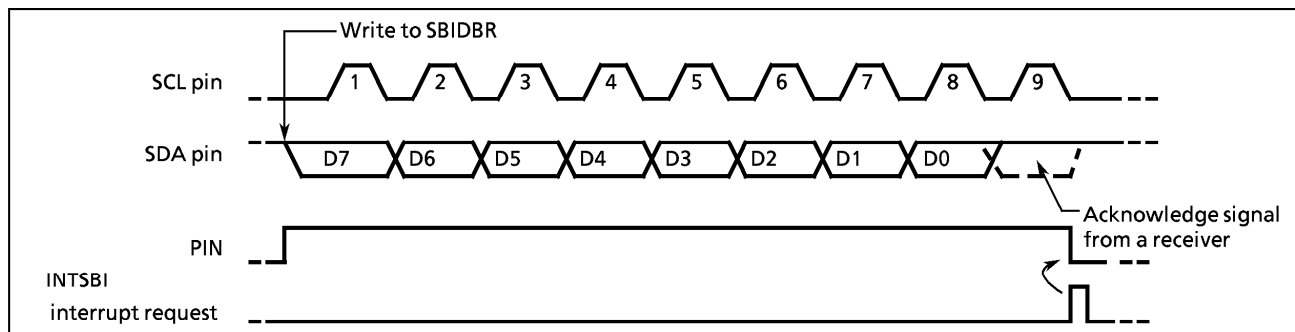 Write to SBIDBR
SCL pin
1 2 3 4 5 6 7 8 9
SDA pin
D7 D6 D5 D4 D3 D2 D1 D0
Acknowledge signal
from a receiver
PIN
INTSBI
interrupt request